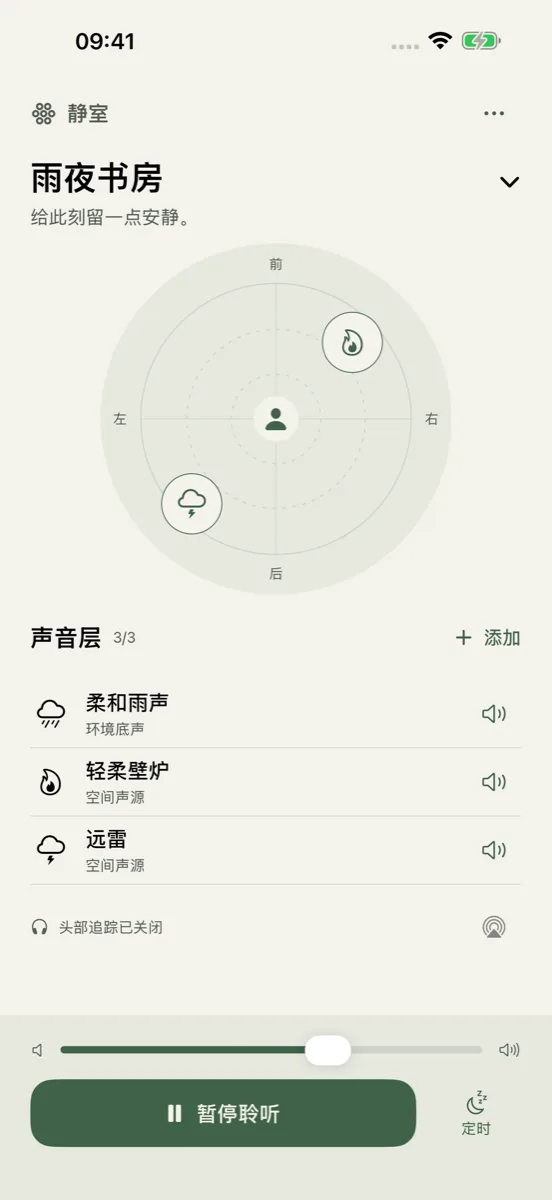 09:41
静室
雨夜书房
给此刻留一点安静。
前
左
右
后
声音层 3/3
添加
柔和雨声
环境底声
轻柔壁炉
空间声源
远雷
空间声源
头部追踪已关闭
暂停聆听
定时